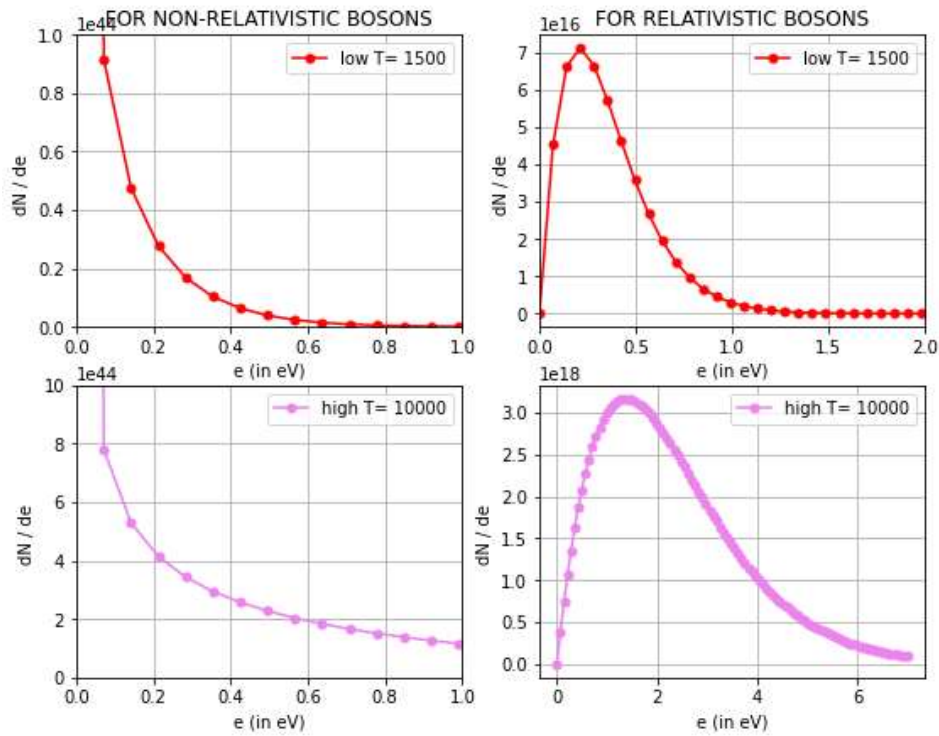 FOR NON-RELATIVISTIC BOSONS
1e44
1.0
0.8
0.6
0.4
0.2
0.0
dN / de
low T= 1500
0.0 0.2 0.4 0.6 0.8 1.0
e (in eV)
FOR RELATIVISTIC BOSONS
1e16
7
6
5
4
3
2
1
0
dN / de
low T= 1500
0.0 0.5 1.0 1.5 2.0
e (in eV)
1e44
10
8
6
4
2
0
dN / de
high T= 10000
0.0 0.2 0.4 0.6 0.8 1.0
e (in eV)
1e18
3.0
2.5
2.0
1.5
1.0
0.5
0.0
dN / de
high T= 10000
0 2 4 6
e (in eV)